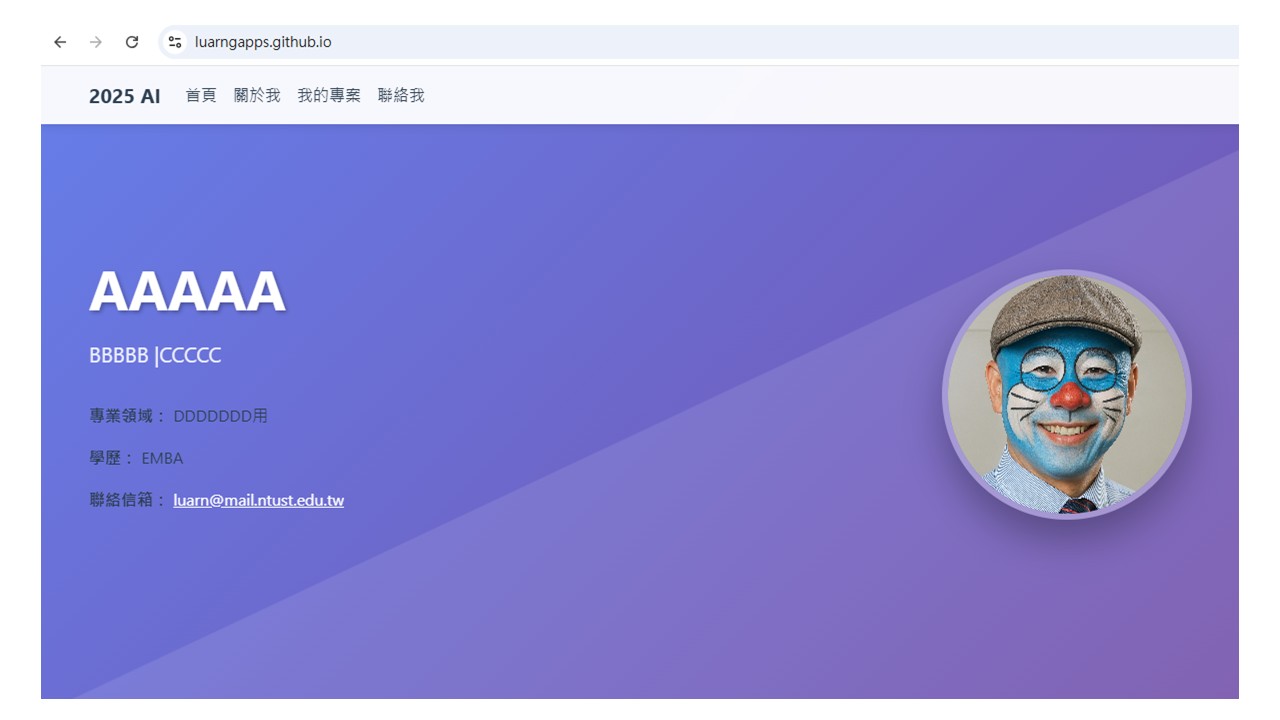 luarngapps.github.io
2025 AI 首頁 關於我 我的專案 聯絡我
AAAAA
BBBBB |CCCCC
專業領域： DDDDDDD用
學歷： EMBA
聯絡信箱： luarn@mail.ntust.edu.tw